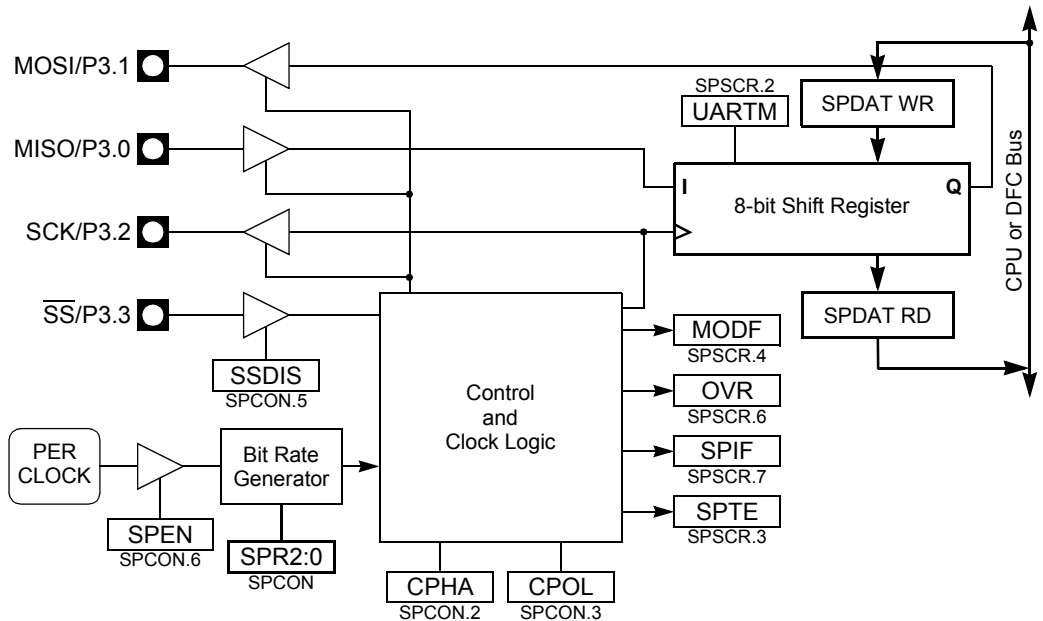 MOSI/P3.1
MISO/P3.0
SCK/P3.2
SS/P3.3
SPSCR.2
UARTM
SPDAT WR
I
Q
8-bit Shift Register
SPDAT RD
CPU or DFC Bus
SSDIS
SPCON.5
MODF
SPSCR.4
OVR
SPSCR.6
SPIF
SPSCR.7
SPTE
SPSCR.3
Control
and
Clock Logic
PER
CLOCK
Bit Rate
Generator
SPEN
SPCON.6
SPR2:0
SPCON
CPHA
SPCON.2
CPOL
SPCON.3